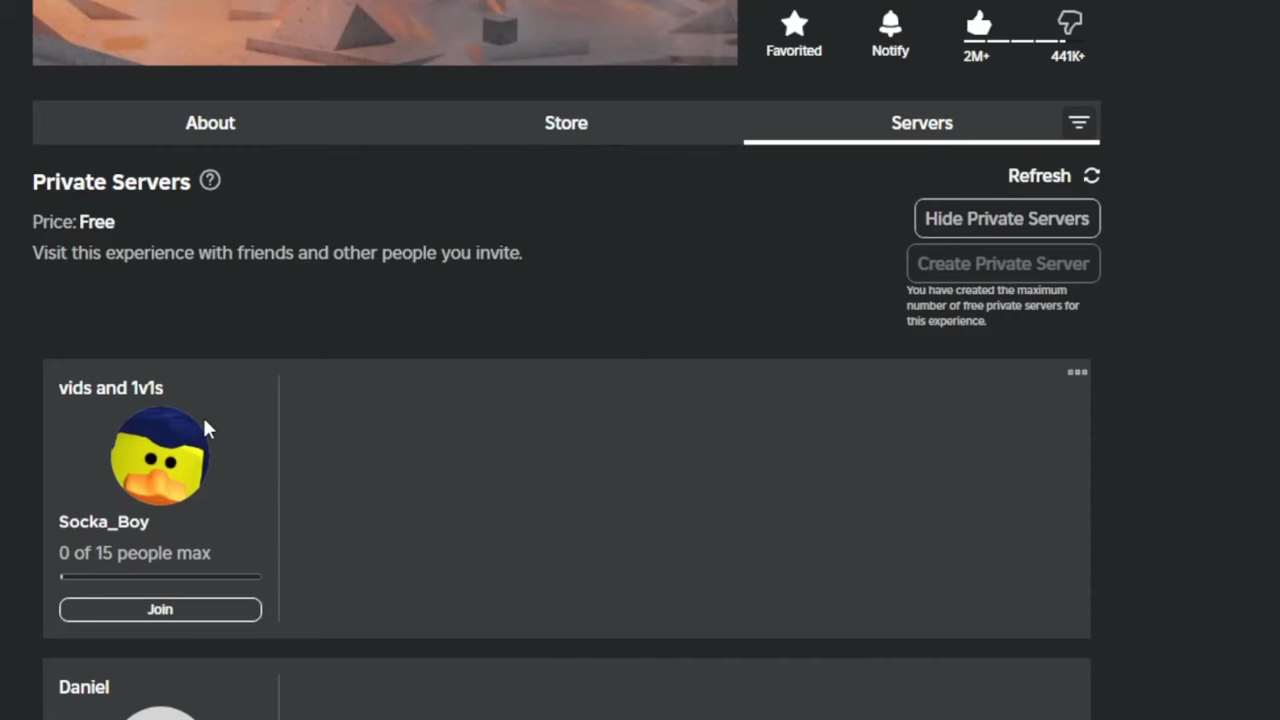 Favorited
Notify
2M+
441K+
About
Store
Servers
Private Servers
Refresh
Price: Free
Hide Private Servers
Visit this experience with friends and other people you invite.
Create Private Server
You have created the maximum
number of free private servers for
this experience.
vids and 1v1s
Socka_Boy
0 of 15 people max
Join
Daniel